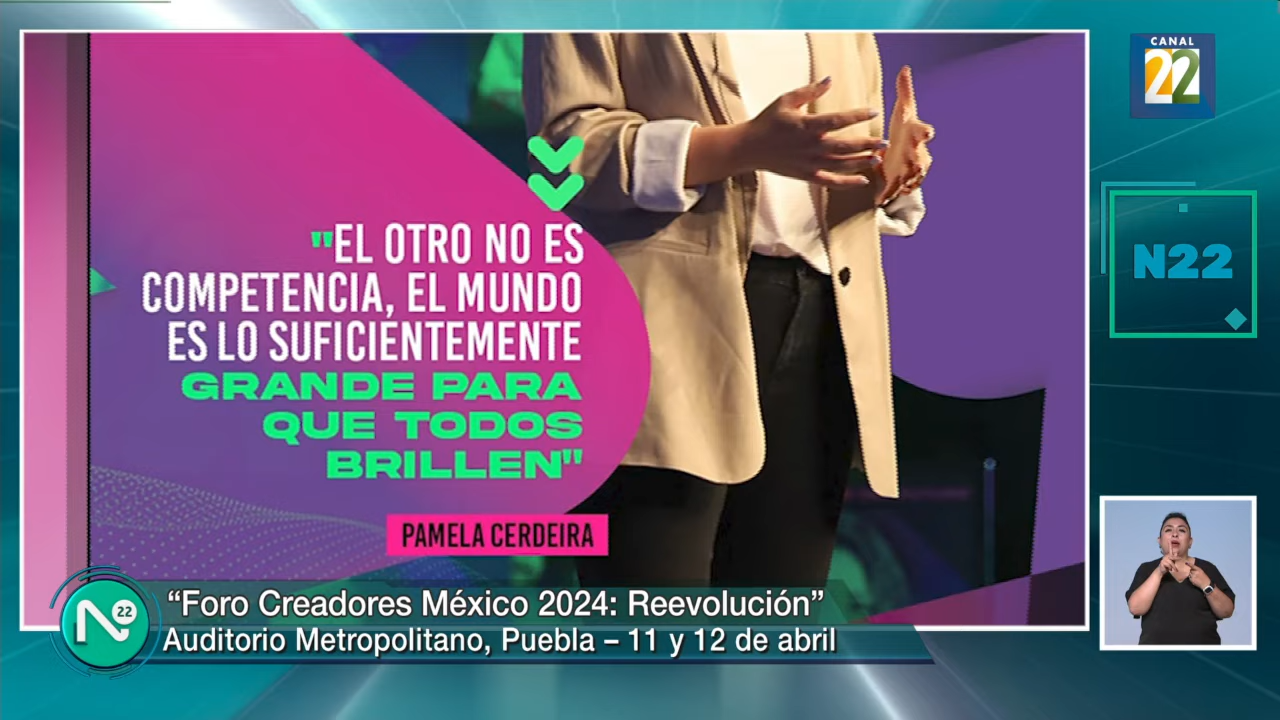 CANAL
22
"EL OTRO NO ES
COMPETENCIA, EL MUNDO
ES LO SUFICIENTEMENTE
GRANDE PARA
QUE TODOS
BRILLEN"
N22
PAMELA CERDEIRA
N22
“Foro Creadores México 2024: Reevolución”
Auditorio Metropolitano, Puebla – 11 y 12 de abril